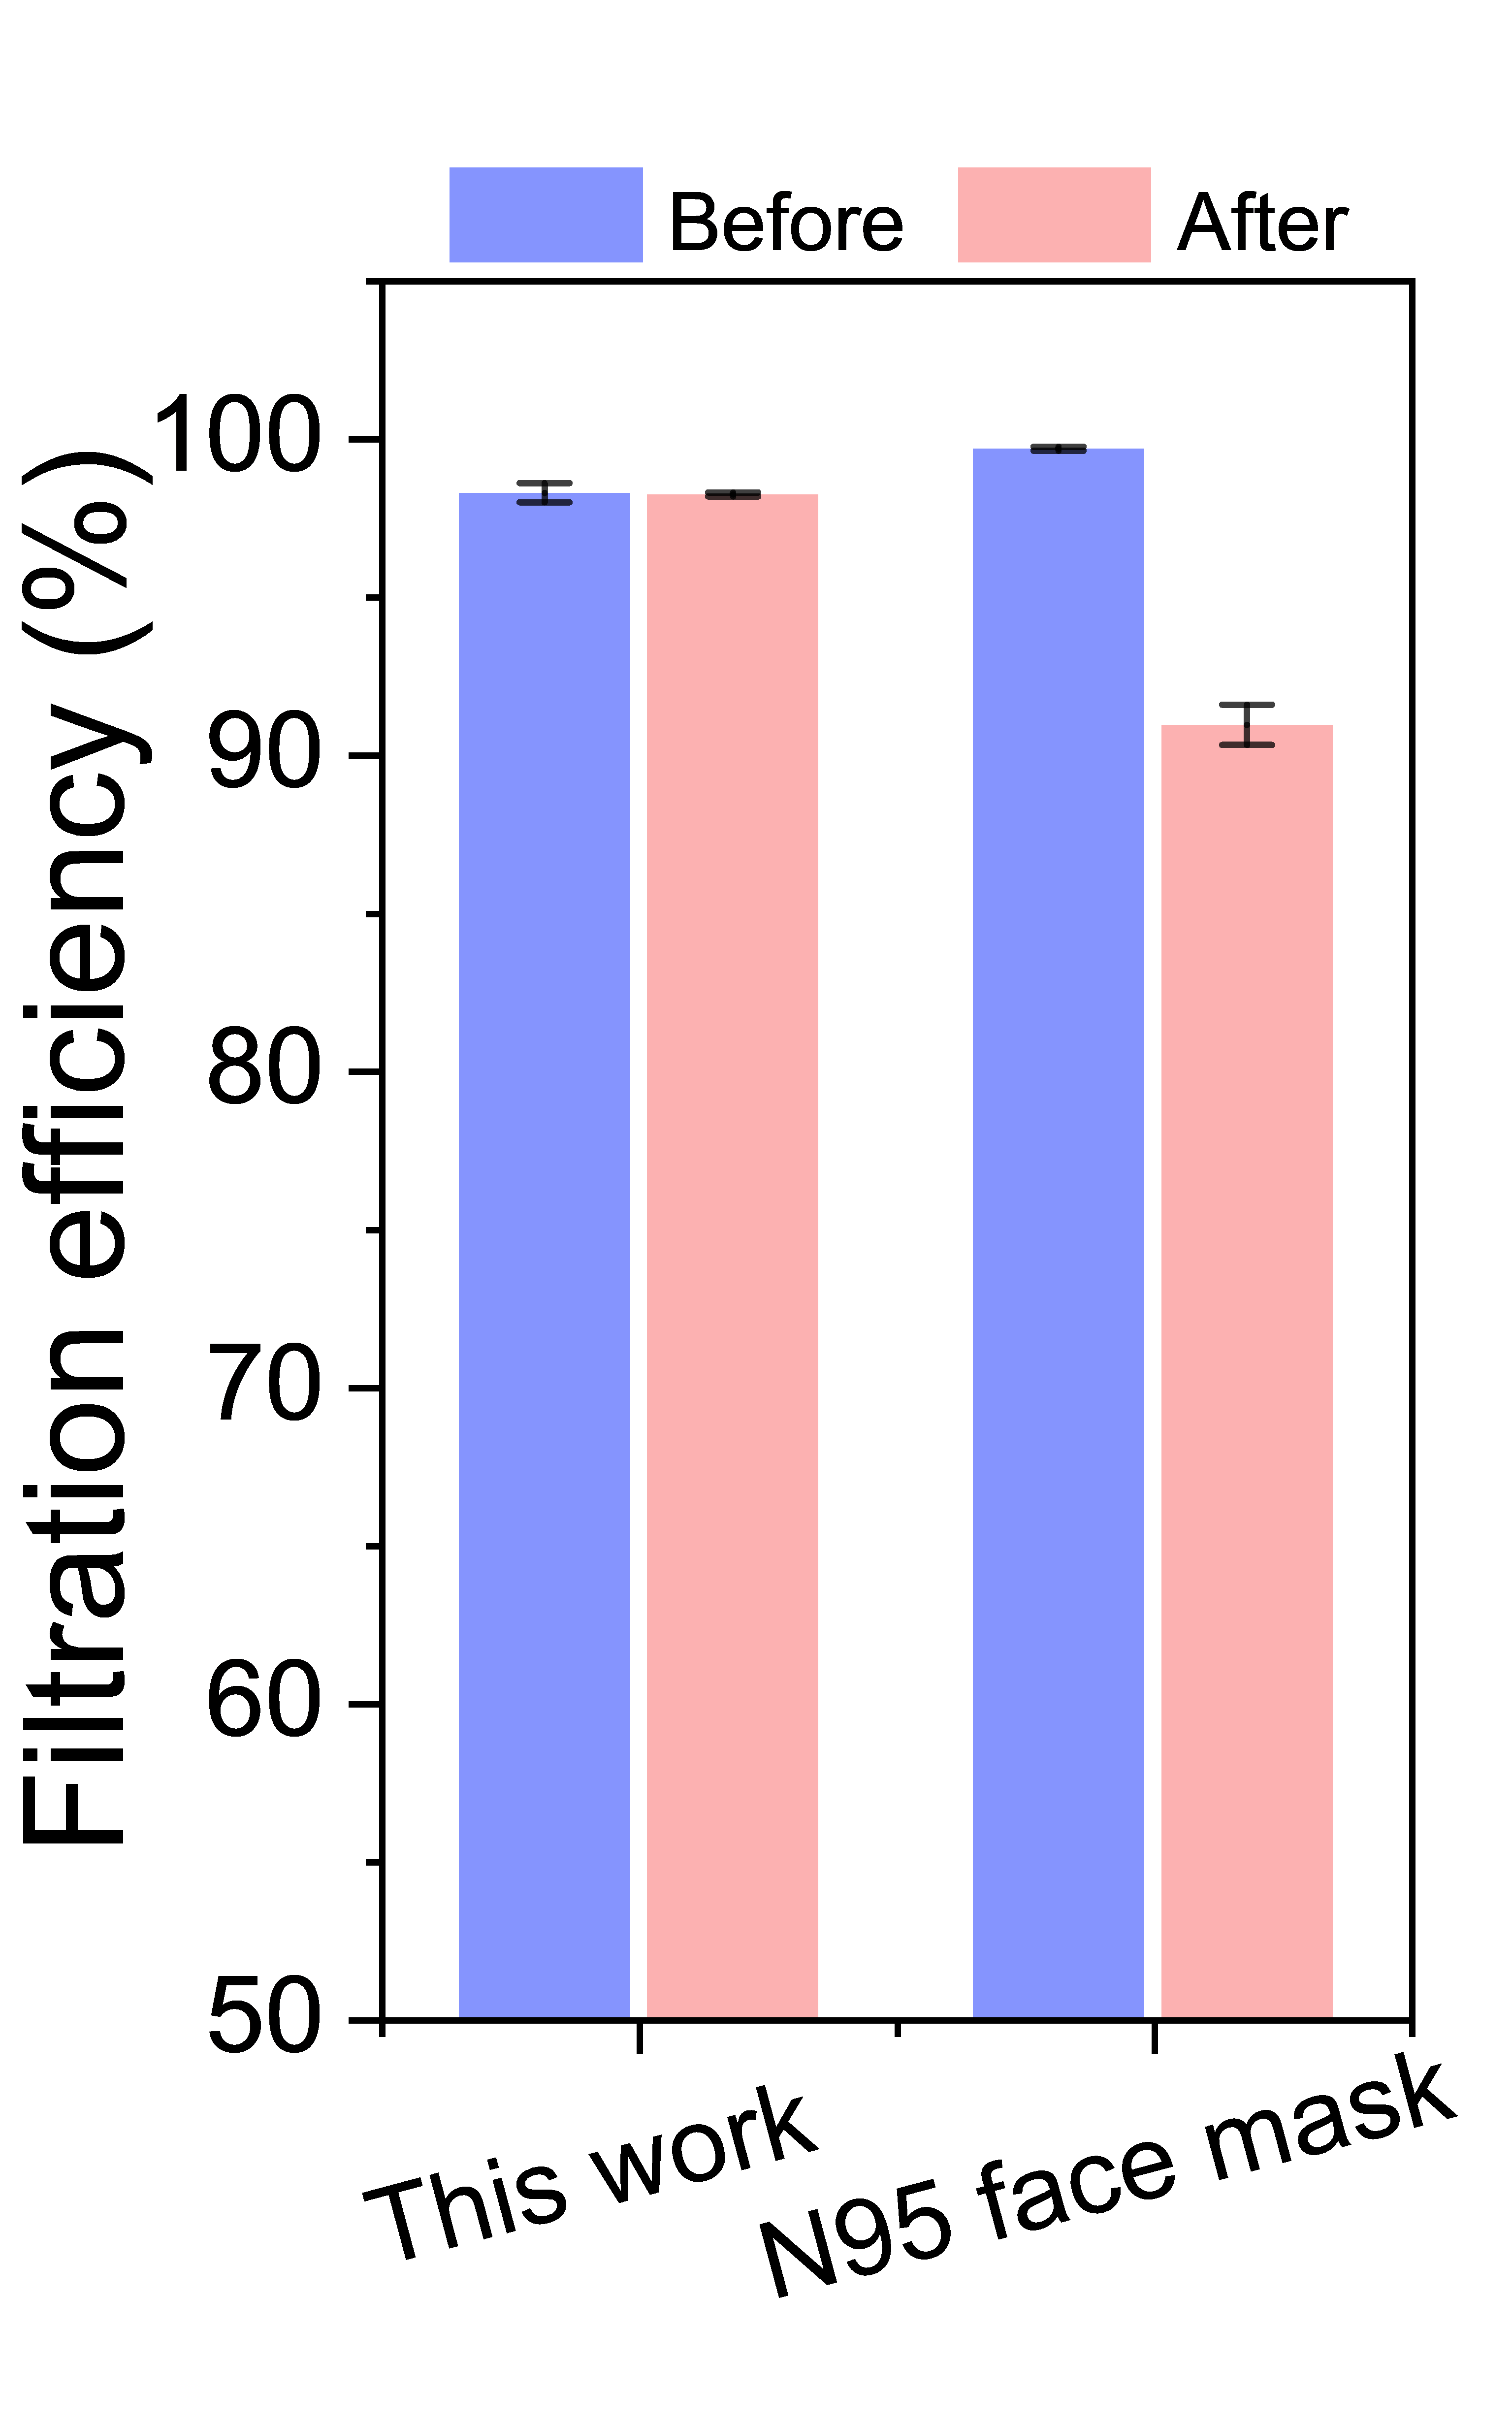 Before After
Filtration efficiency (%)
100
90
80
70
60
50
This work
N95 face mask